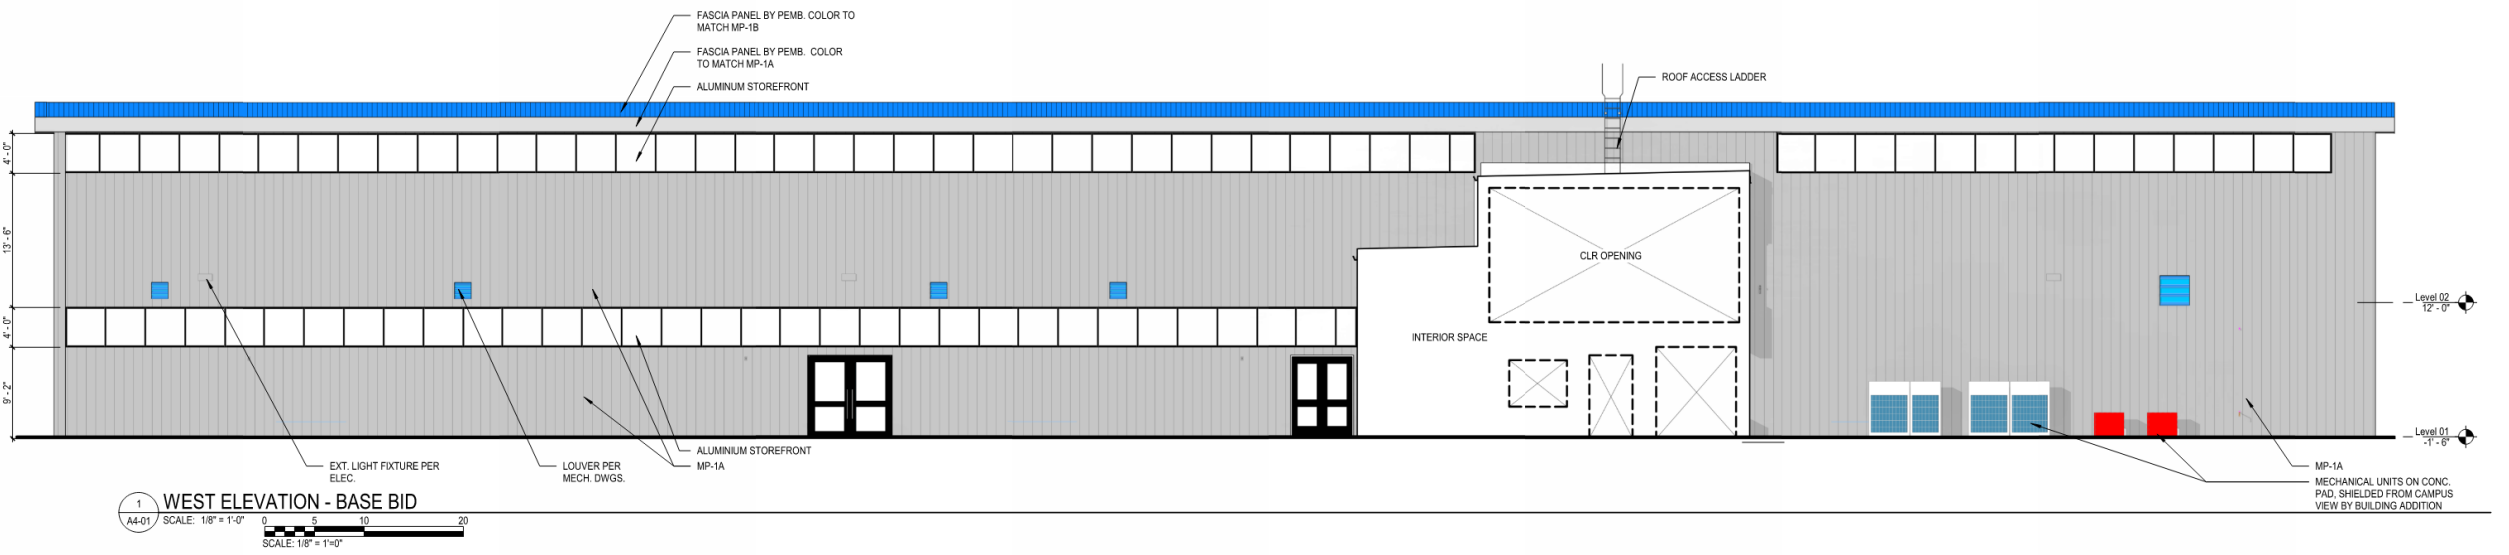 FASCIA PANEL BY PEMB. COLOR TO
MATCH MP-1B
FASCIA PANEL BY PEMB. COLOR
TO MATCH MP-1A
ALUMINUM STOREFRONT
ROOF ACCESS LADDER
4' - 0"
13' - 6"
4' - 0"
9' - 2"
CLR OPENING
INTERIOR SPACE
Level 02
12' - 0"
Level 01
-1' - 6"
ALUMINIUM STOREFRONT
MP-1A
EXT. LIGHT FIXTURE PER
ELEC.
LOUVER PER
MECH. DWGS.
MP-1A
MECHANICAL UNITS ON CONC.
PAD, SHIELDED FROM CAMPUS
VIEW BY BUILDING ADDITION
1
A4-01
WEST ELEVATION - BASE BID
SCALE: 1/8" = 1'-0"
0 5 10 20
SCALE: 1/8" = 1'=0"